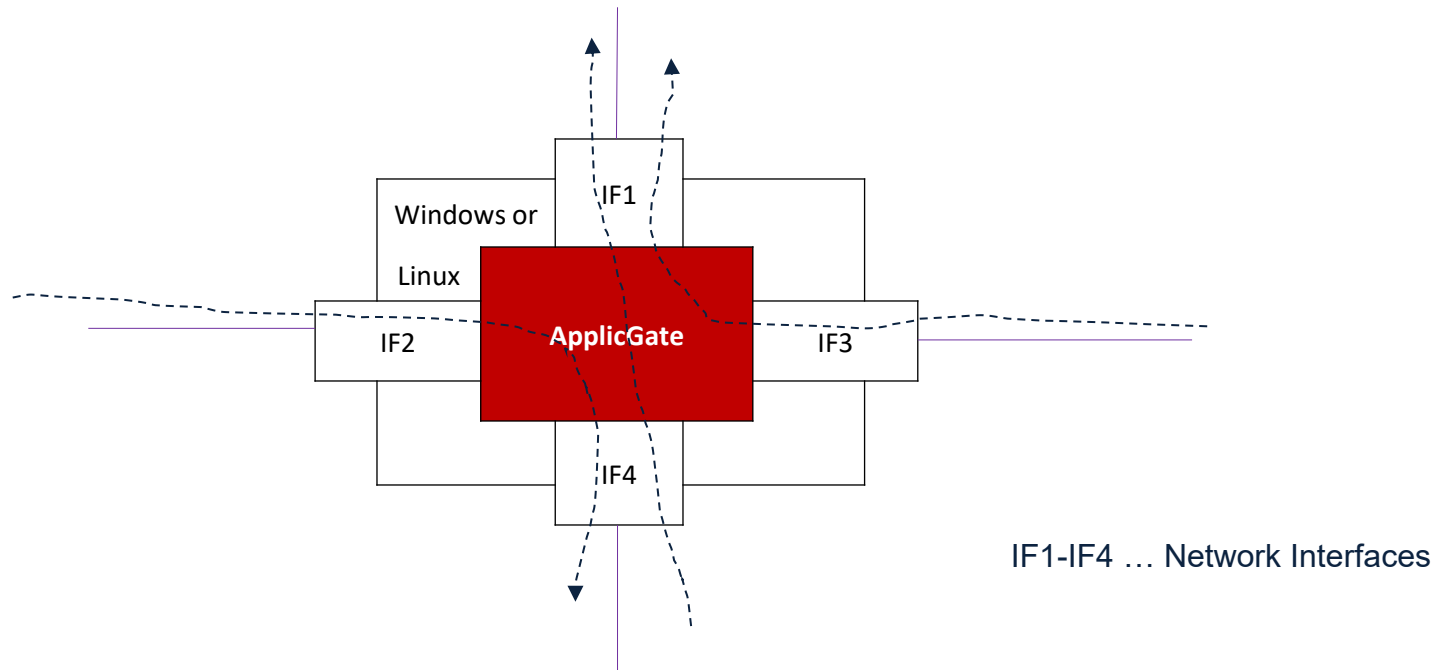 IF1
Windows or
Linux
IF2
ApplicGate
IF3
IF4
IF1-IF4 … Network Interfaces